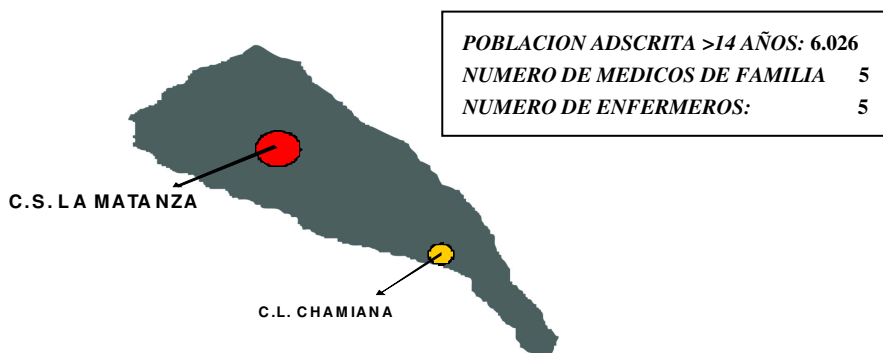 POBLACION ADSCRITA >14 AÑOS: 6.026
NUMERO DE MEDICOS DE FAMILIA 5
NUMERO DE ENFERMEROS: 5
C.S. LA MATANZA
C.L. CHAMIANA